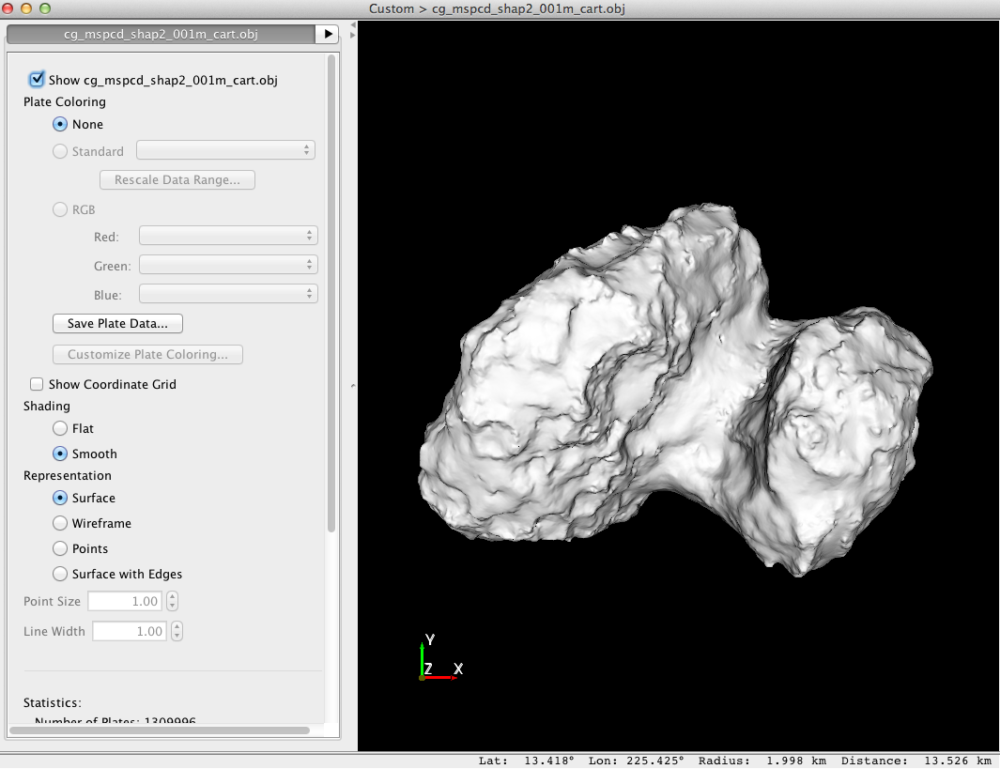 Custom > cg_mspcd_shap2_001m_cart.obj
cg_mspcd_shap2_001m_cart.obj
Show cg_mspcd_shap2_001m_cart.obj
Plate Coloring
None
Standard
Rescale Data Range...
RGB
Red:
Green:
Blue:
Save Plate Data...
Customize Plate Coloring...
Show Coordinate Grid
Shading
Flat
Smooth
Representation
Surface
Wireframe
Points
Surface with Edges
Point Size 1.00
Line Width 1.00
Statistics:
Number of Plates: 1309996
Y
Z X
Lat: 13.418° Lon: 225.425° Radius: 1.998 km Distance: 13.526 km